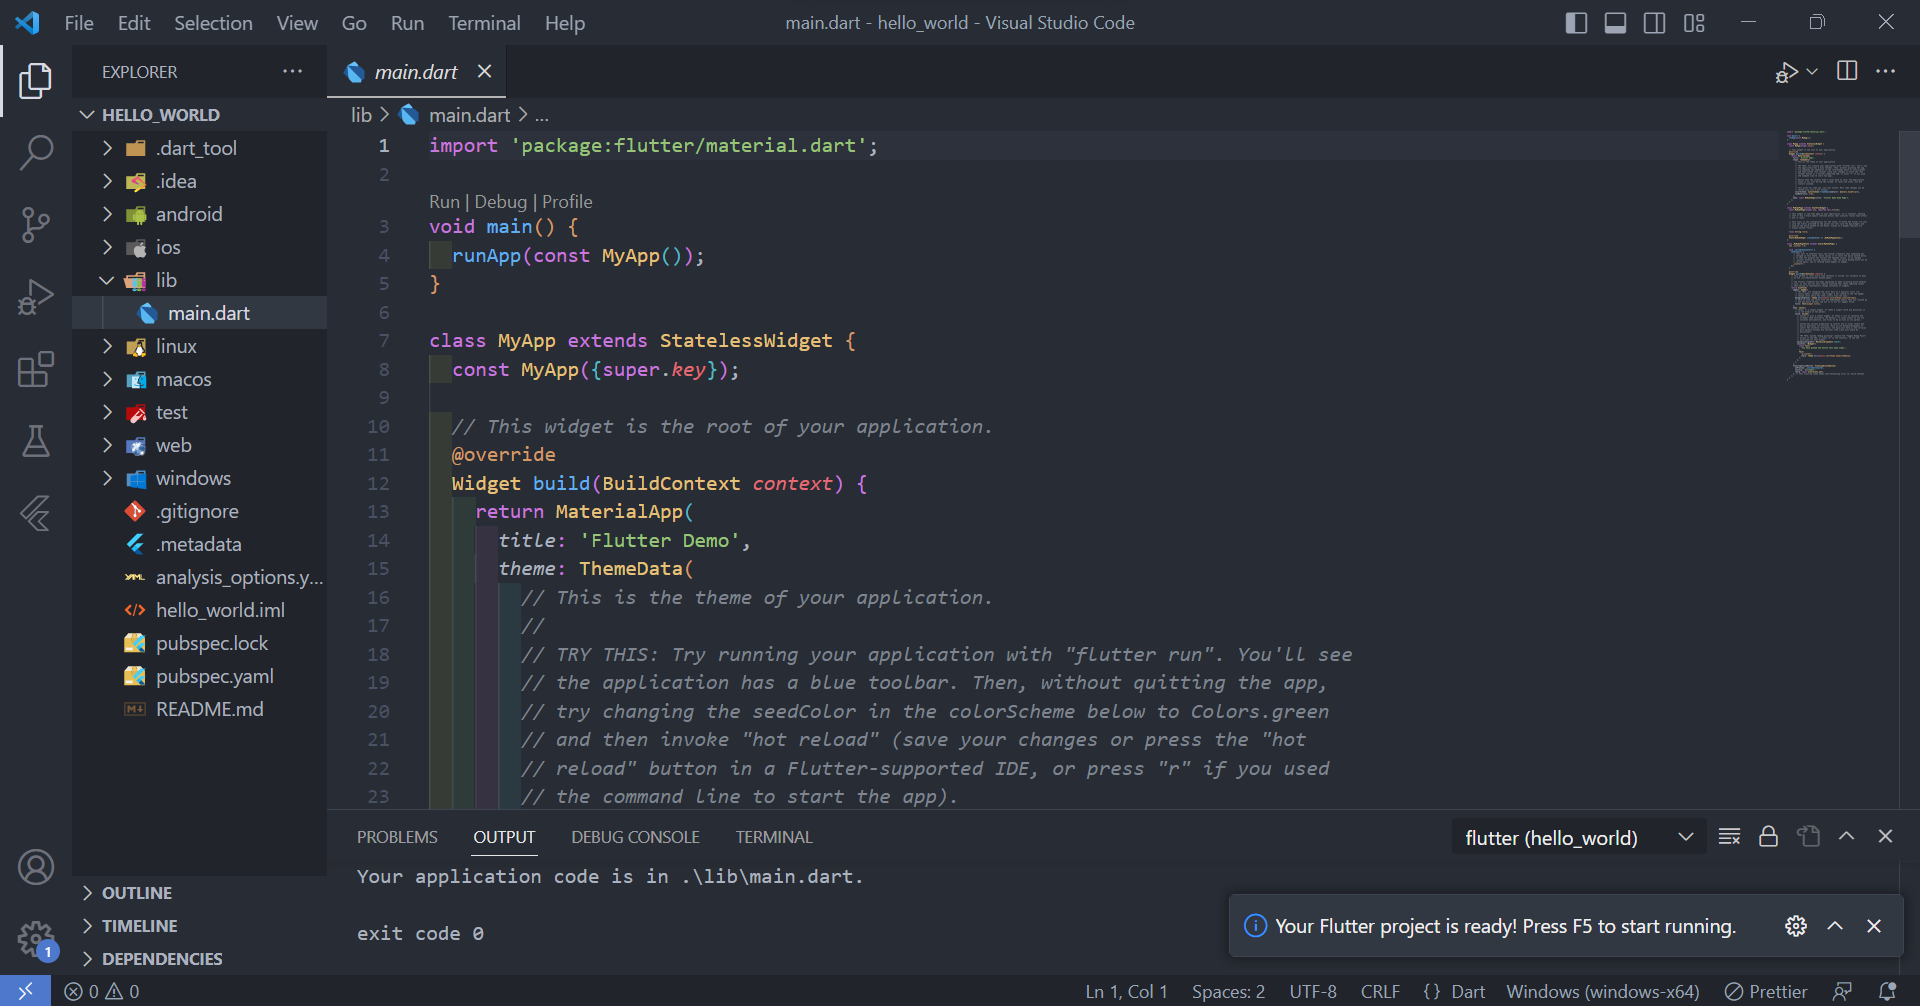 File Edit Selection View Go Run Terminal Help
main.dart - hello_world - Visual Studio Code
EXPLORER
HELLO_WORLD
.dart_tool
.idea
android
ios
lib
main.dart
linux
macos
test
web
windows
.gitignore
.metadata
analysis_options.y...
hello_world.iml
pubspec.lock
pubspec.yaml
README.md
OUTLINE
TIMELINE
DEPENDENCIES
main.dart
lib > main.dart > ...
1 import 'package:flutter/material.dart';
2
Run | Debug | Profile
3 void main() {
4 runApp(const MyApp());
5 }
6
7 class MyApp extends StatelessWidget {
8 const MyApp({super.key});
9
10 // This widget is the root of your application.
11 @override
12 Widget build(BuildContext context) {
13 return MaterialApp(
14 title: 'Flutter Demo',
15 theme: ThemeData(
16 // This is the theme of your application.
17 //
18 // TRY THIS: Try running your application with "flutter run". You'll see
19 // the application has a blue toolbar. Then, without quitting the app,
20 // try changing the seedColor in the colorScheme below to Colors.green
21 // and then invoke "hot reload" (save your changes or press the "hot
22 // reload" button in a Flutter-supported IDE, or press "r" if you used
23 // the command line to start the app).
PROBLEMS OUTPUT DEBUG CONSOLE TERMINAL
flutter (hello_world)
Your application code is in .\lib\main.dart.
exit code 0
Your Flutter project is ready! Press F5 to start running.
1
0 0
Ln 1, Col 1 Spaces: 2 UTF-8 CRLF {} Dart Windows (windows-x64) Prettier